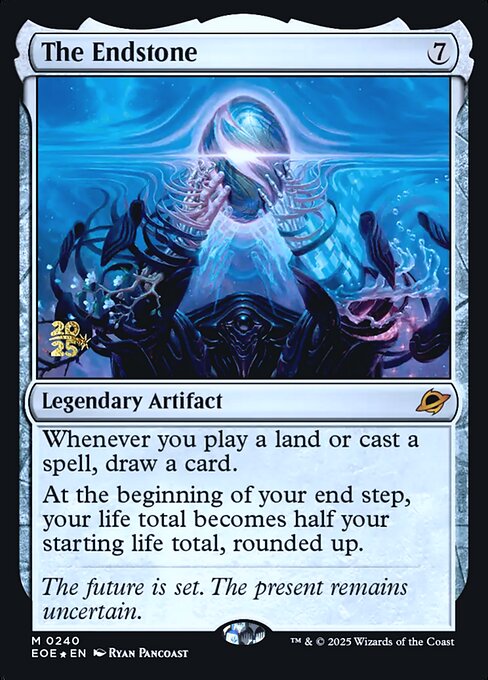 The Endstone 7
2025
Legendary Artifact
Whenever you play a land or cast a
spell, draw a card.
At the beginning of your end step,
your life total becomes half your
starting life total, rounded up.
The future is set. The present remains
uncertain.
M 0240
EOE★EN Ryan Pancoast
™ & © 2025 Wizards of the Coast